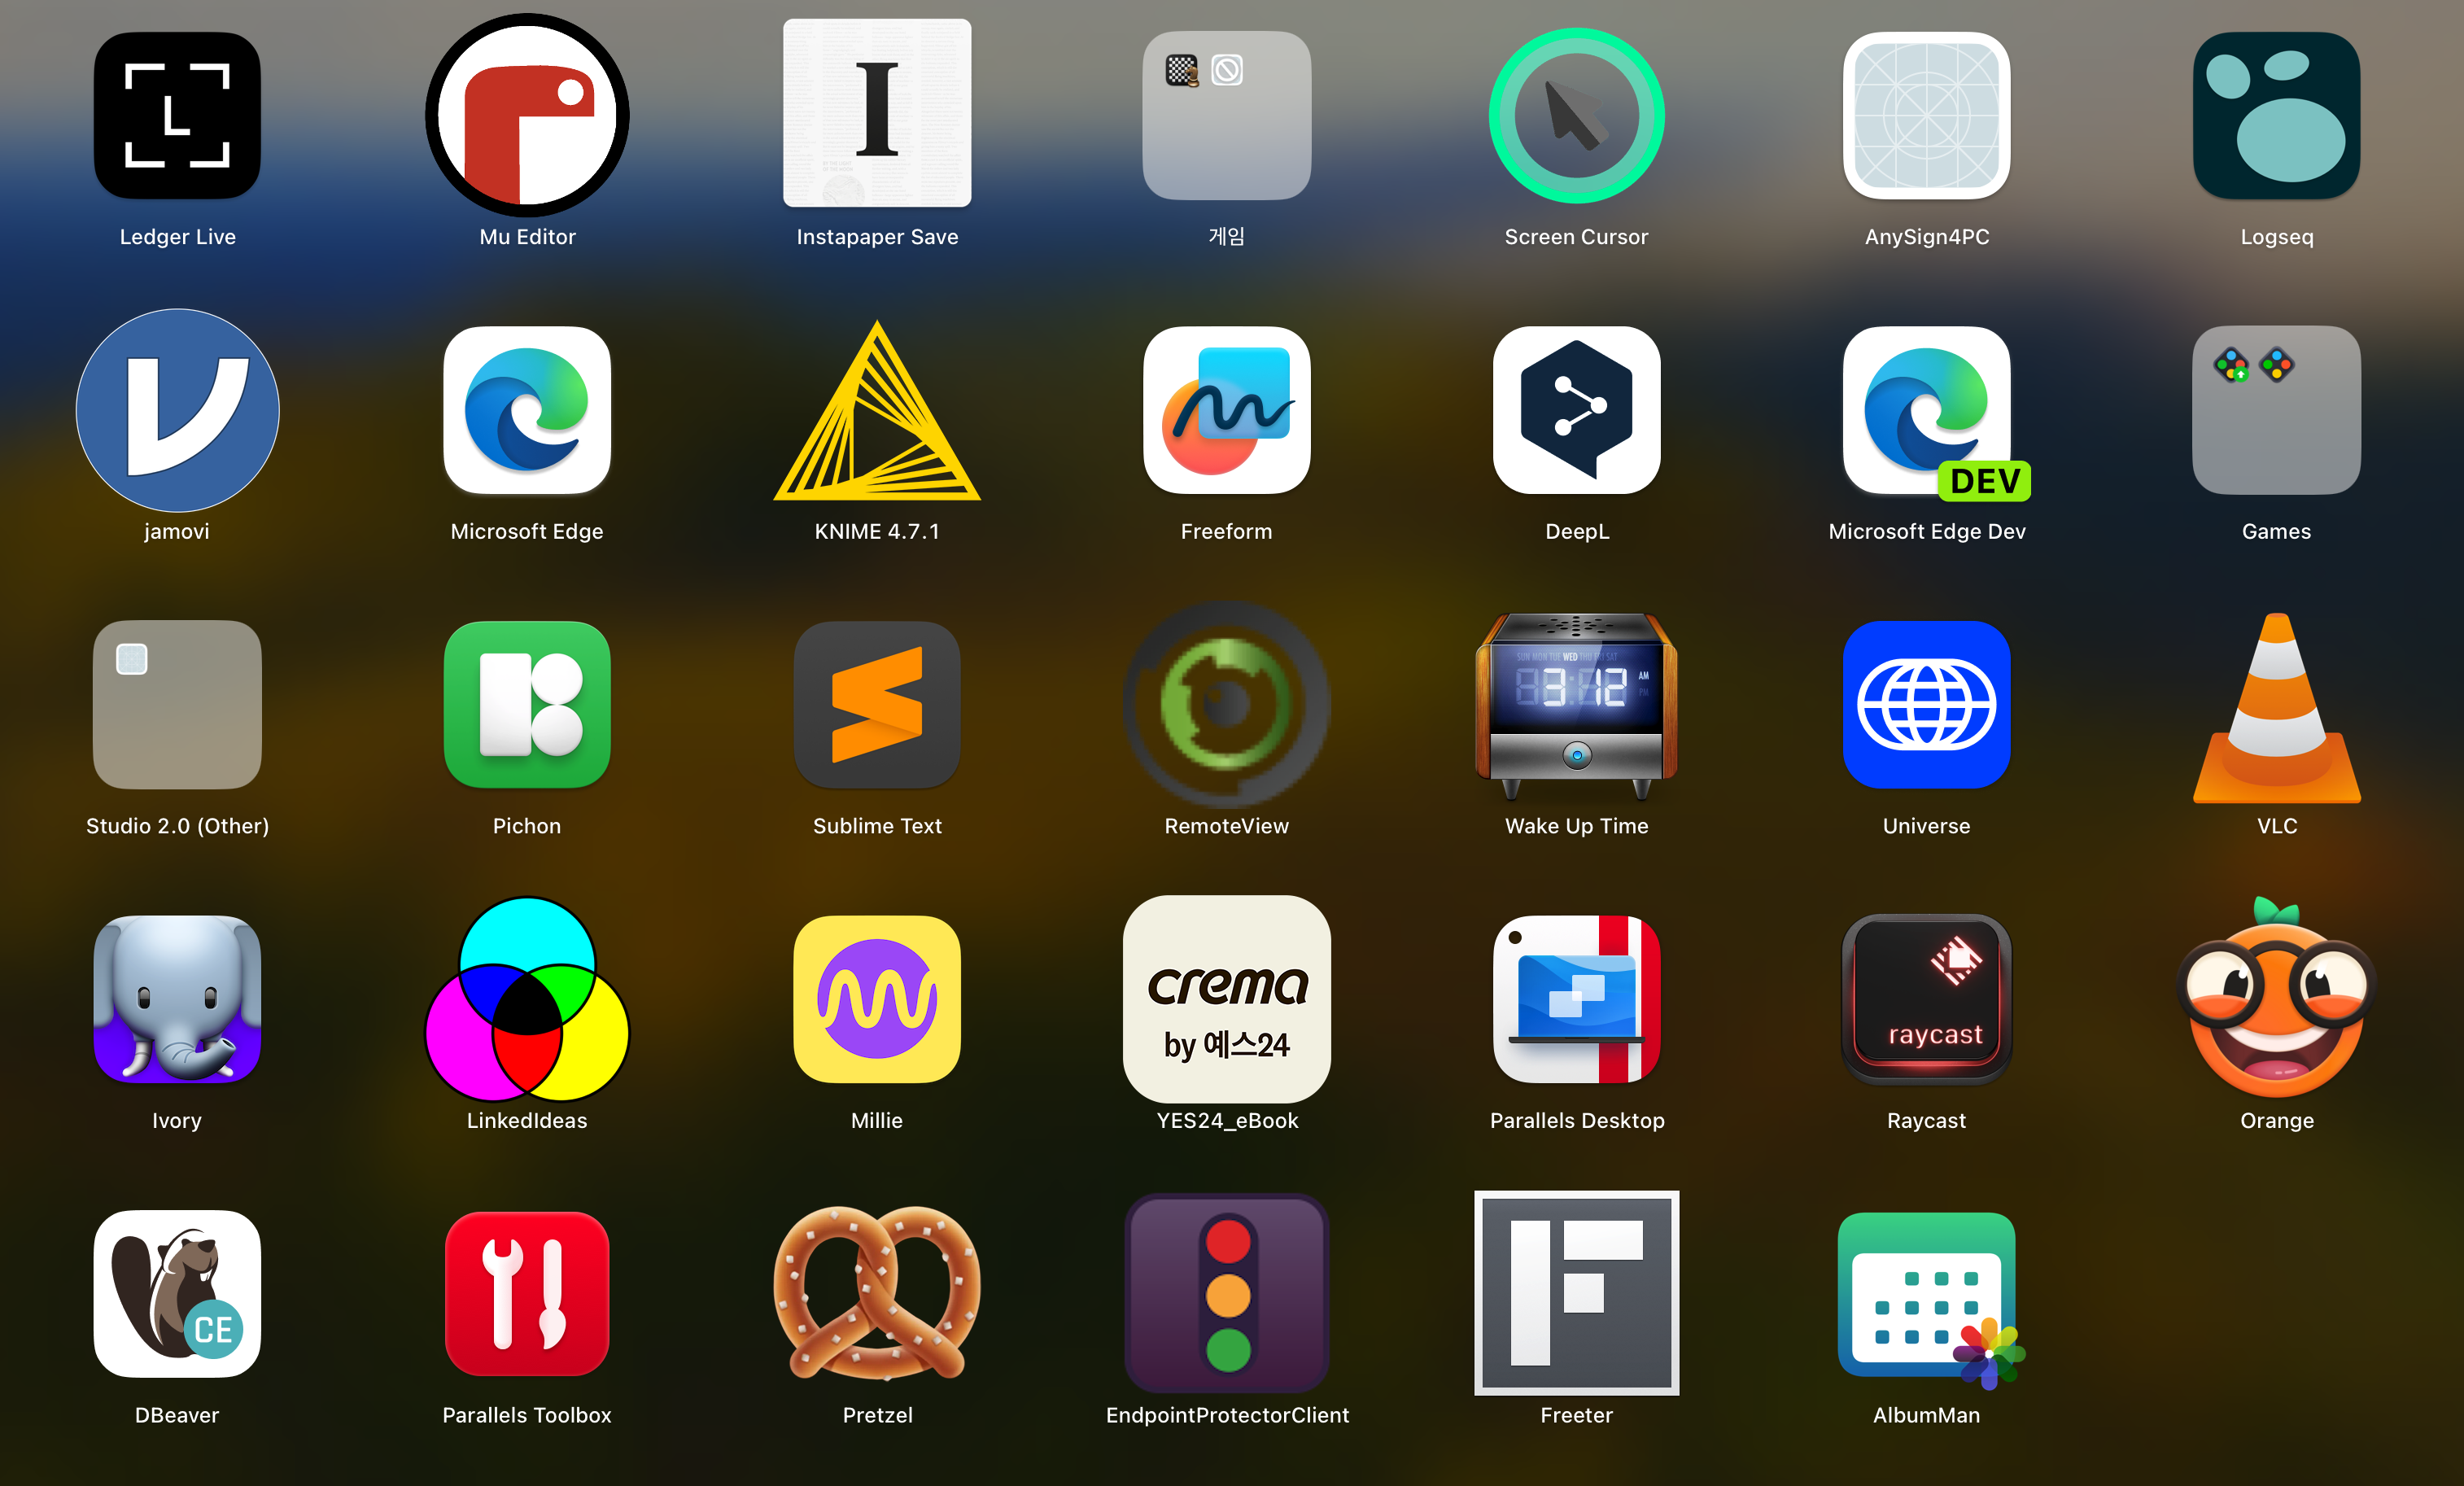 L
I
Ledger Live
Mu Editor
Instapaper Save
게임
Screen Cursor
AnySign4PC
Logseq
DEV
jamovi
Microsoft Edge
KNIME 4.7.1
Freeform
DeepL
Microsoft Edge Dev
Games
SUN MON TUE WED THU FRI SAT
3:12
AM
PM
Studio 2.0 (Other)
Pichon
Sublime Text
RemoteView
Wake Up Time
Universe
VLC
crema
by 예스24
raycast
Ivory
LinkedIdeas
Millie
YES24_eBook
Parallels Desktop
Raycast
Orange
CE
DBeaver
Parallels Toolbox
Pretzel
EndpointProtectorClient
Freeter
AlbumMan